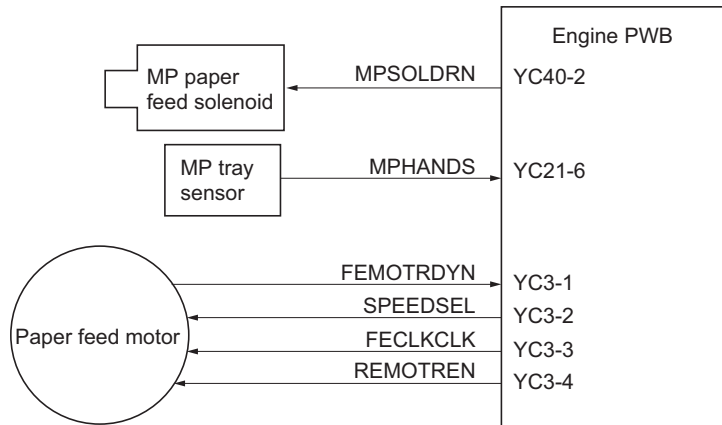 Engine PWB
MP paper
feed solenoid
MPSOLDRN
YC40-2
MP tray
sensor
MPHANDS
YC21-6
Paper feed motor
FEMOTRDYN
YC3-1
SPEEDSEL
YC3-2
FECLKCLK
YC3-3
REMOTREN
YC3-4